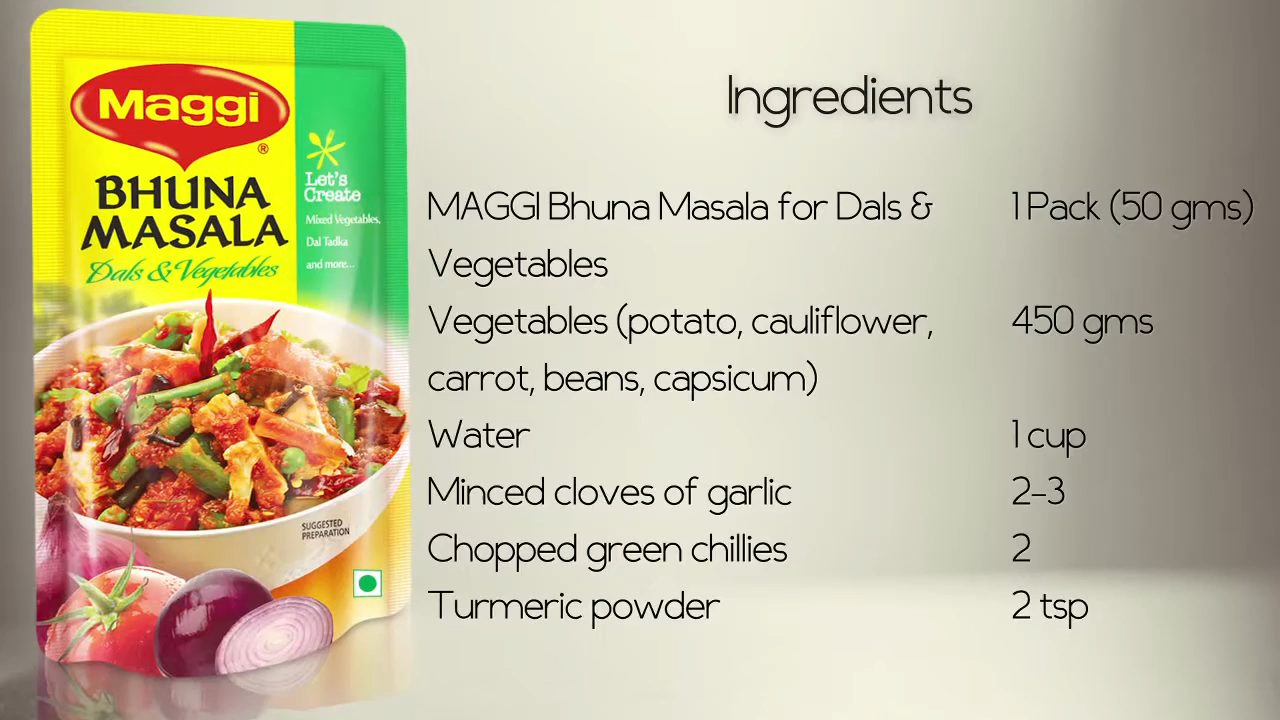 Maggi
®
BHUNA
MASALA
Dals & Vegetables
Let's
Create
Mixed Vegetables,
Dal Tadka
and more...
SUGGESTED
PREPARATION
Ingredients
MAGGI Bhuna Masala for Dals & 1 Pack (50 gms)
Vegetables
Vegetables (potato, cauliflower, 450 gms
carrot, beans, capsicum)
Water 1 cup
Minced cloves of garlic 2-3
Chopped green chillies 2
Turmeric powder 2 tsp